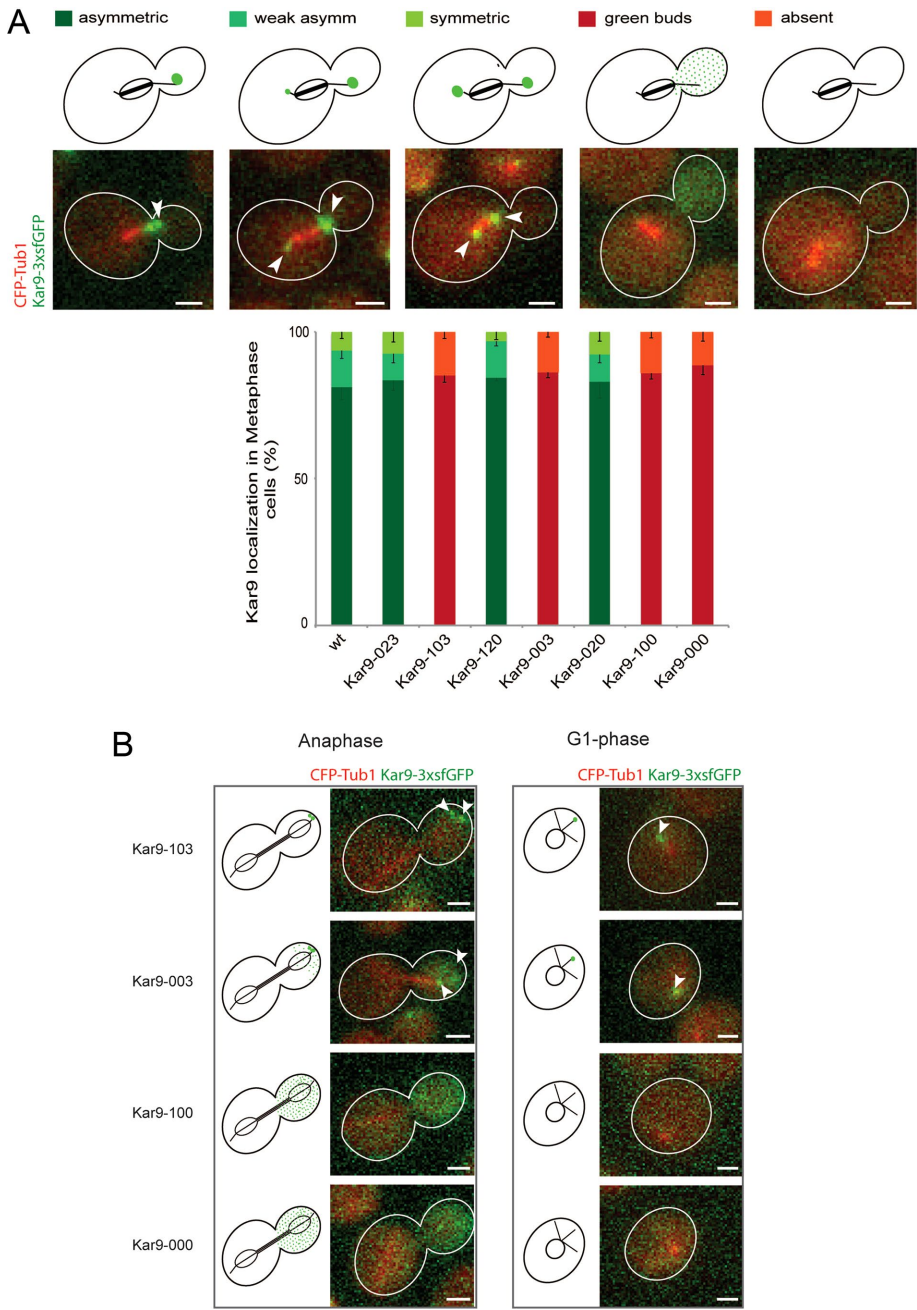 A
asymmetric weak asymm symmetric green buds absent
CFP-Tub1
Kar9-3xsfGFP
Kar9 localization in Metaphase
cells (%)
100
50
0
wt Kar9-023 Kar9-103 Kar9-120 Kar9-003 Kar9-020 Kar9-100 Kar9-000
B
Anaphase G1-phase
CFP-Tub1 Kar9-3xsfGFP CFP-Tub1 Kar9-3xsfGFP
Kar9-103
Kar9-003
Kar9-100
Kar9-000